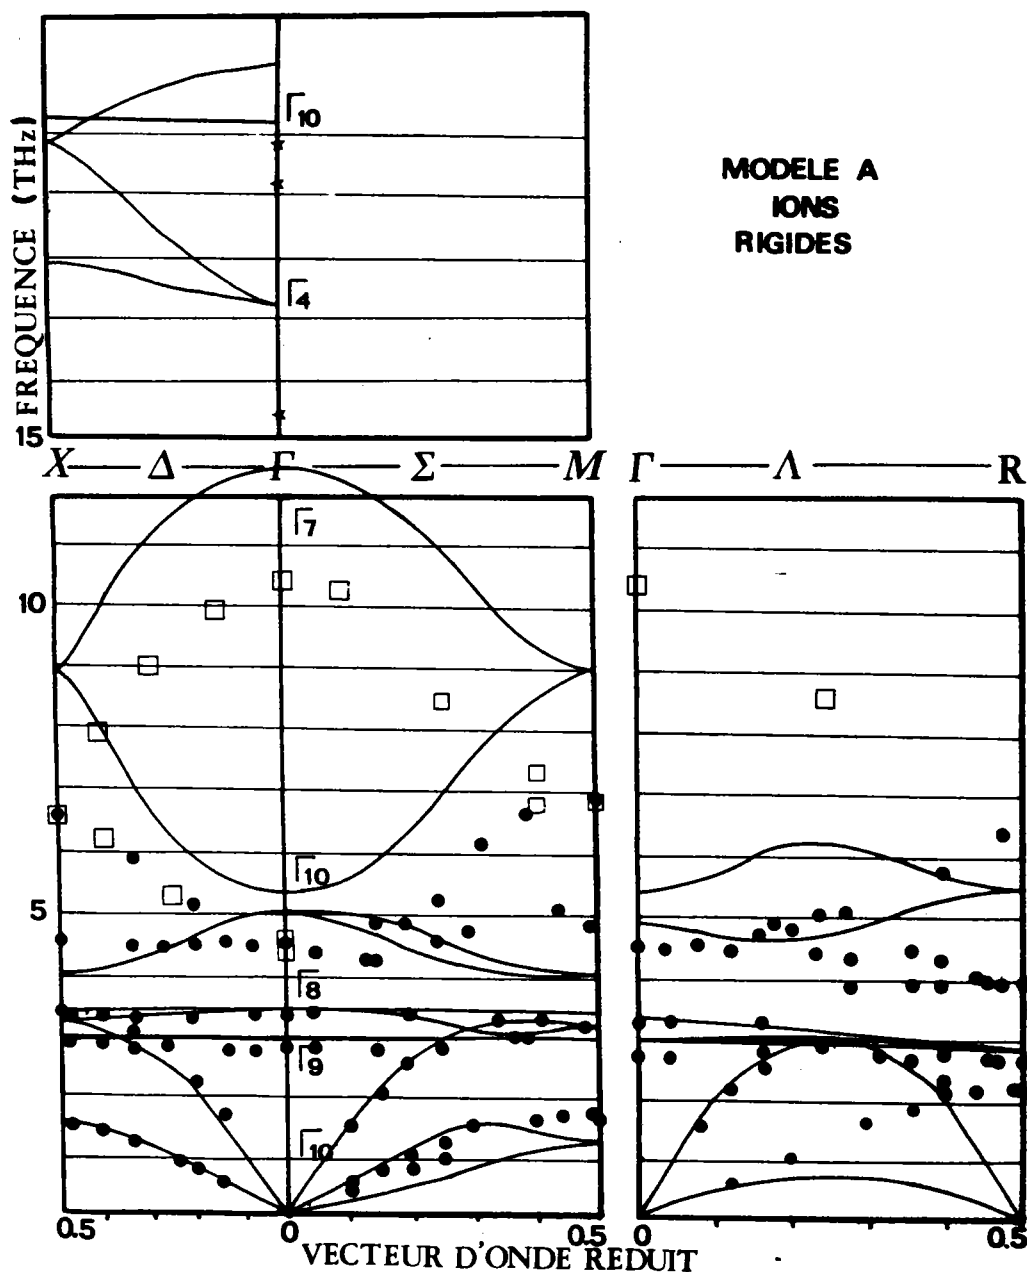 MODELE A
IONS
RIGIDES
FREQUENCE (THz)
Γ10
Γ4
15
X Δ Γ Σ M Γ Λ R
Γ7
10
Γ10
5
Γ8
Γ9
Γ10
0.5 0 0.5 0 0.5
VECTEUR D'ONDE REDUIT